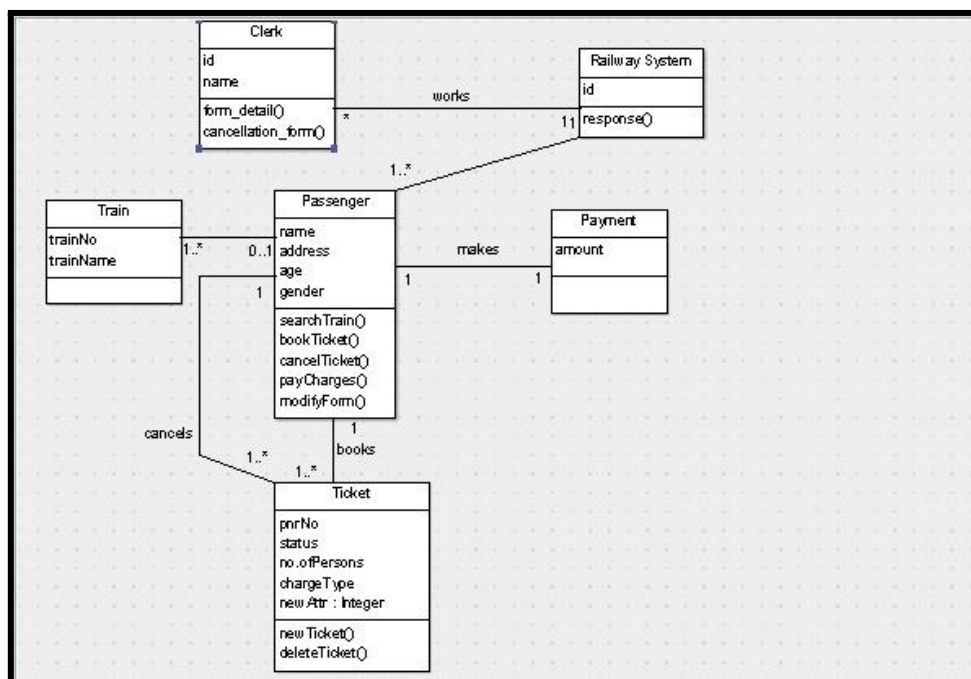 Clerk
id
name
form_detail()
cancellation_form()
Railway System
id
response()
works
*
11
1..*
Train
trainNo
trainName
1..*
0..1
Passenger
name
address
age
gender
searchTrain()
bookTicket()
cancelTicket()
payCharges()
modifyForm()
makes
1
1
Payment
amount
1
cancels
1..*
1
books
1..*
Ticket
pnrNo
status
no.ofPersons
chargeType
newAttr : Integer
newTicket()
deleteTicket()